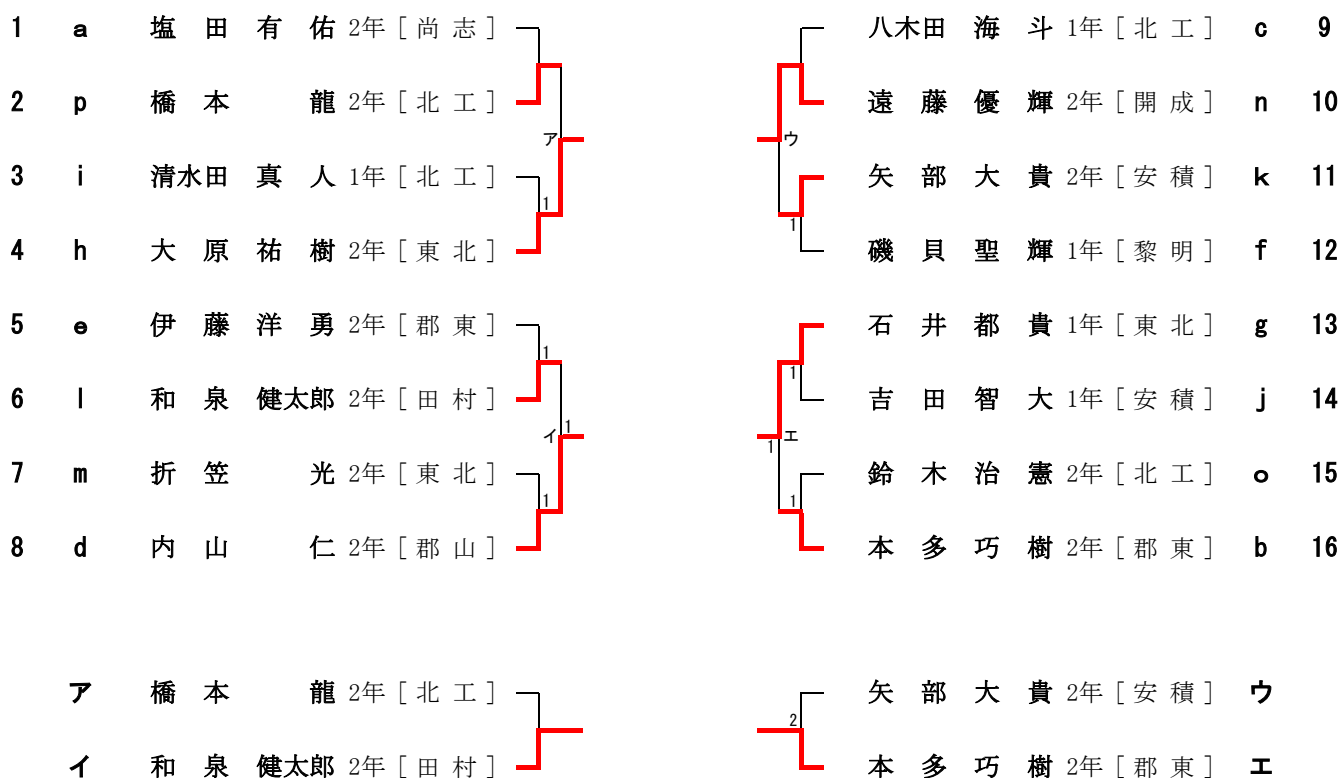 1 a 塩田有佑 2年 [尚志] 八木田海斗 1年 [北工] c 9
2 p 橋本龍 2年 [北工] 遠藤優輝 2年 [開成] n 10
ア ウ
3 i 清水田真人 1年 [北工] 矢部大貴 2年 [安積] k 11
1 1
4 h 大原祐樹 2年 [東北] 磯貝聖輝 1年 [黎明] f 12
5 e 伊藤洋勇 2年 [郡東] 石井都貴 1年 [東北] g 13
1 1
6 l 和泉健太郎 2年 [田村] 吉田智大 1年 [安積] j 14
イ 1 1 エ
7 m 折笠光 2年 [東北] 鈴木治憲 2年 [北工] o 15
1 1
8 d 内山仁 2年 [郡山] 本多巧樹 2年 [郡東] b 16
ア 橋本龍 2年 [北工] 矢部大貴 2年 [安積] ウ
2
イ 和泉健太郎 2年 [田村] 本多巧樹 2年 [郡東] エ